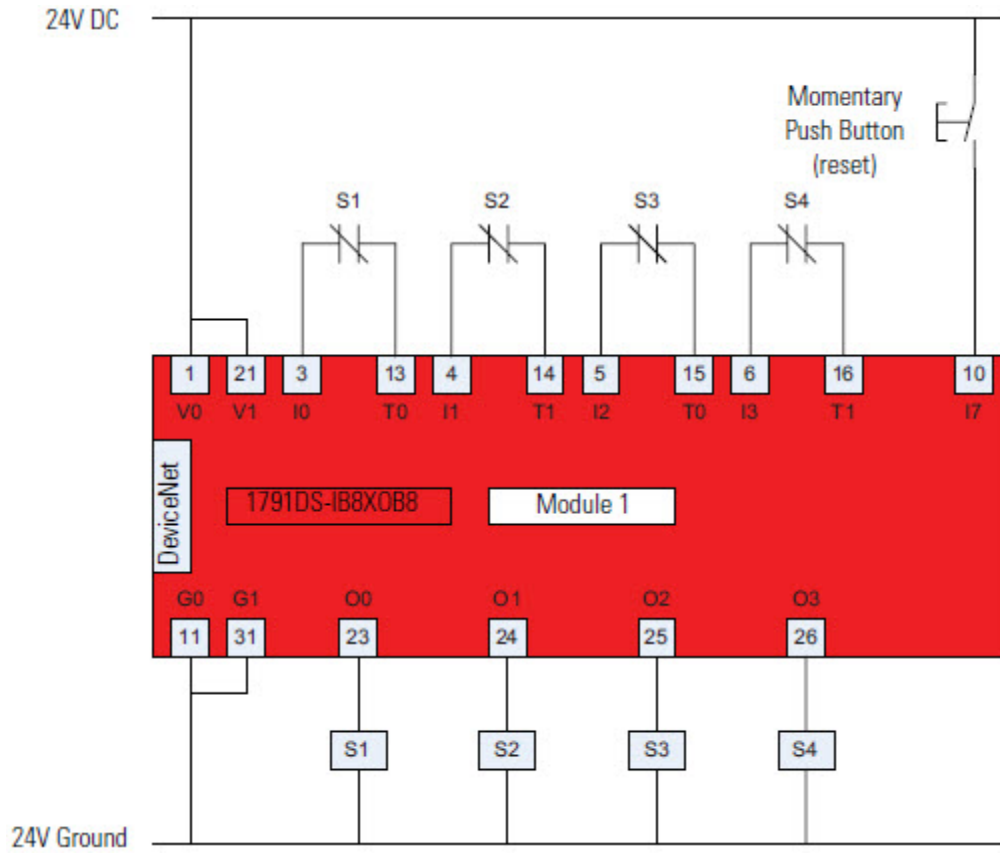 24V DC
Momentary
Push Button
(reset)
S1 S2 S3 S4
1 21 3 13 4 14 5 15 6 16 10
V0 V1 I0 T0 I1 T1 I2 T0 I3 T1 I7
DeviceNet
1791DS-IB8XOB8 Module 1
G0 G1 O0 O1 O2 O3
11 31 23 24 25 26
S1 S2 S3 S4
24V Ground